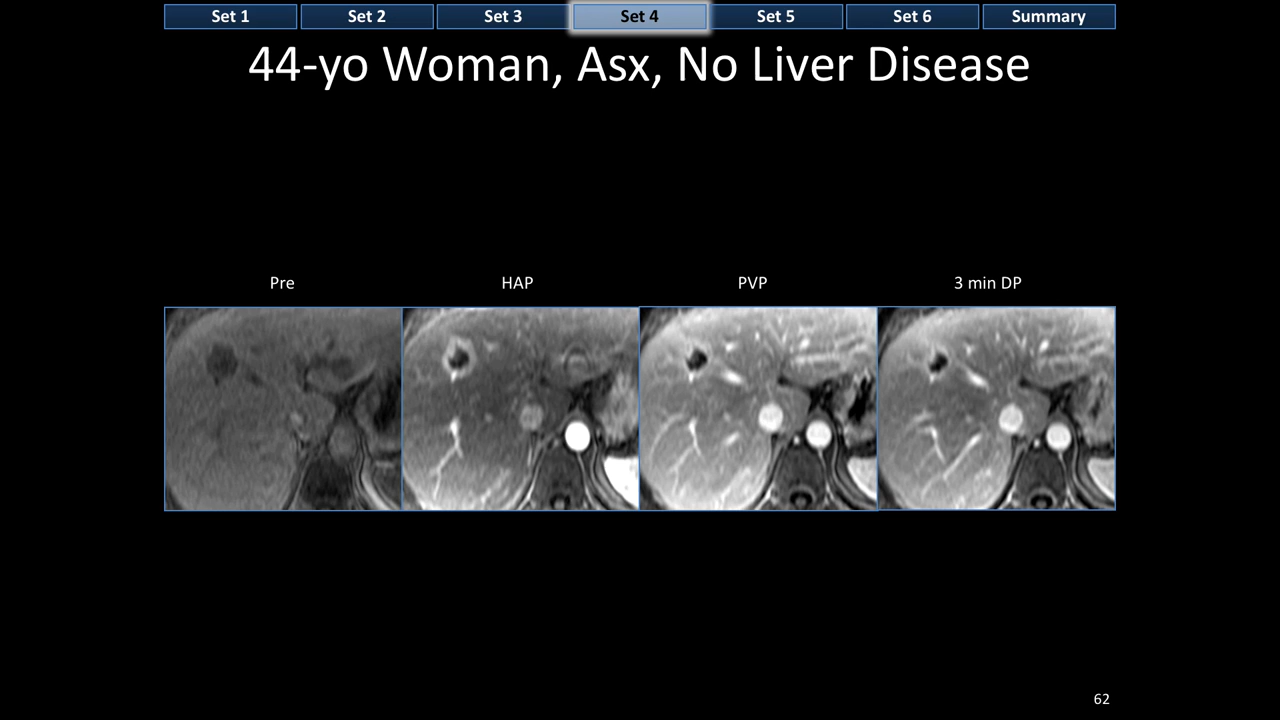 Set 1
Set 2
Set 3
Set 4
Set 5
Set 6
Summary
44-yo Woman, Asx, No Liver Disease
Pre
HAP
PVP
3 min DP
62